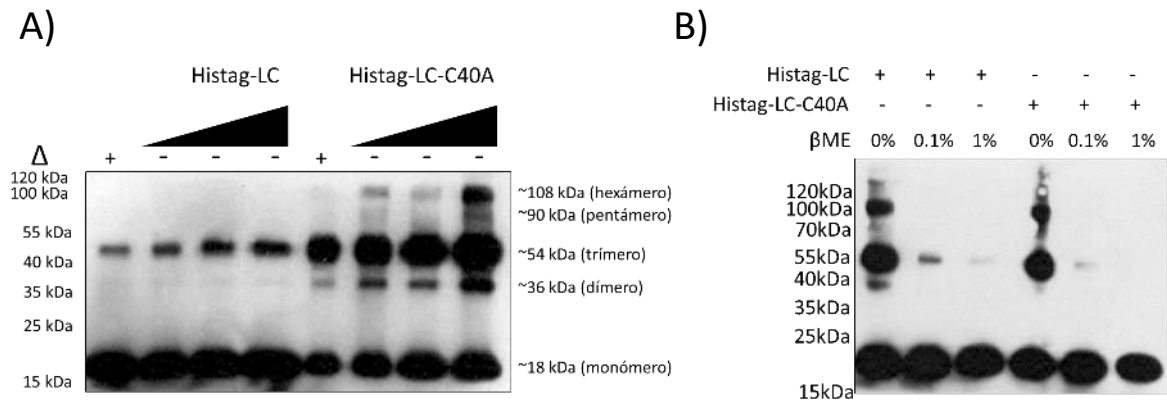 A)
Histag-LC Histag-LC-C40A
Δ + - - - + - - -
120 kDa
100 kDa
55 kDa
40 kDa
35 kDa
25 kDa
15 kDa
~108 kDa (hexámero)
~90 kDa (pentámero)
~54 kDa (trímero)
~36 kDa (dímero)
~18 kDa (monómero)
B)
Histag-LC + + + - - -
Histag-LC-C40A - - - + + +
βME 0% 0.1% 1% 0% 0.1% 1%
120kDa
100kDa
70kDa
55kDa
40kDa
35kDa
25kDa
15kDa